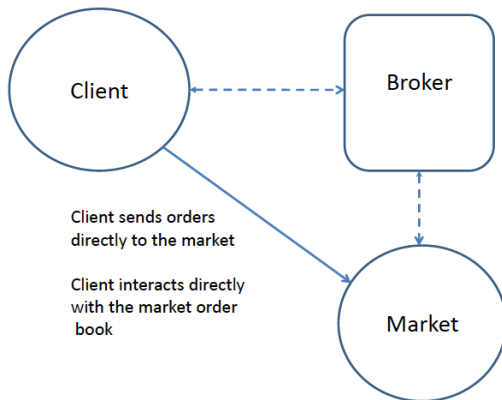 Client
Broker
Client sends orders
directly to the market
Client interacts directly
with the market order
book
Market